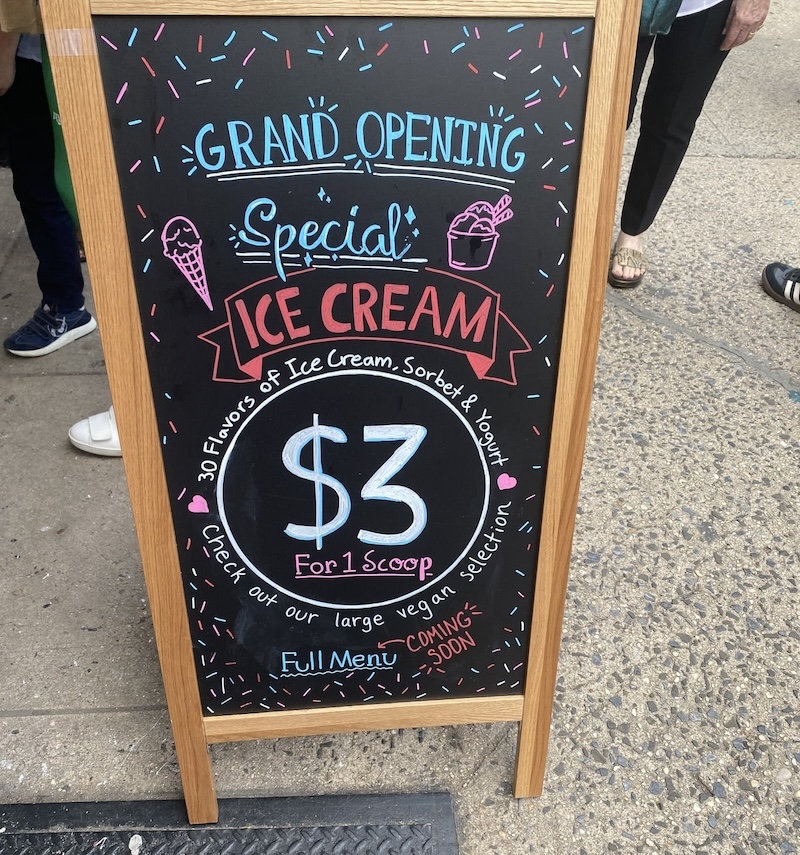 GRAND OPENING
Special
ICE CREAM
30 Flavors of Ice Cream, Sorbet & Yogurt
$3
For 1 Scoop
Check out our large vegan selection
COMING
SOON
Full Menu